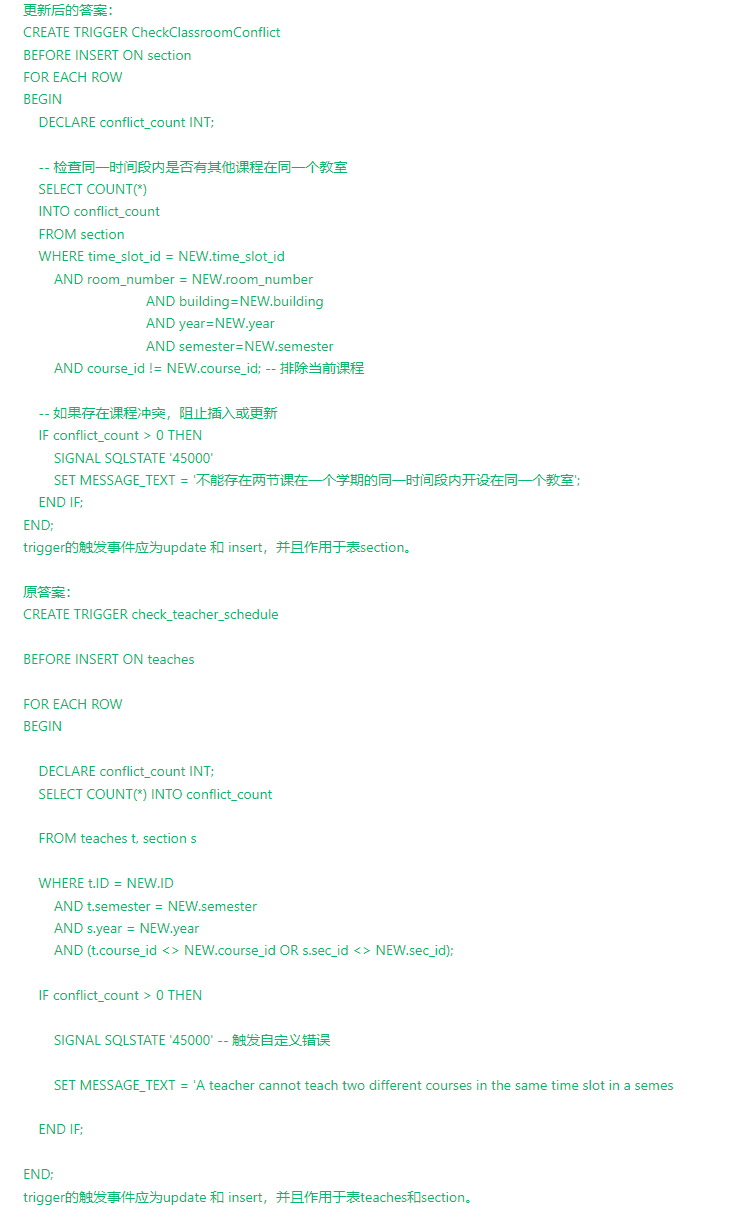 更新后的答案：
CREATE TRIGGER CheckClassroomConflict
BEFORE INSERT ON section
FOR EACH ROW
BEGIN
DECLARE conflict_count INT;
-- 检查同一时间段内是否有其他课程在同一个教室
SELECT COUNT(*)
INTO conflict_count
FROM section
WHERE time_slot_id = NEW.time_slot_id
AND room_number = NEW.room_number
AND building=NEW.building
AND year=NEW.year
AND semester=NEW.semester
AND course_id != NEW.course_id; -- 排除当前课程
-- 如果存在课程冲突，阻止插入或更新
IF conflict_count > 0 THEN
SIGNAL SQLSTATE '45000'
SET MESSAGE_TEXT = '不能存在两节课在一个学期的同一时间段内开设在同一个教室';
END IF;
END;
trigger的触发事件应为update 和 insert，并且作用于表section。
原答案：
CREATE TRIGGER check_teacher_schedule
BEFORE INSERT ON teaches
FOR EACH ROW
BEGIN
DECLARE conflict_count INT;
SELECT COUNT(*) INTO conflict_count
FROM teaches t, section s
WHERE t.ID = NEW.ID
AND t.semester = NEW.semester
AND s.year = NEW.year
AND (t.course_id <> NEW.course_id OR s.sec_id <> NEW.sec_id);
IF conflict_count > 0 THEN
SIGNAL SQLSTATE '45000' -- 触发自定义错误
SET MESSAGE_TEXT = 'A teacher cannot teach two different courses in the same time slot in a semes
END IF;
END;
trigger的触发事件应为update 和 insert，并且作用于表teaches和section。